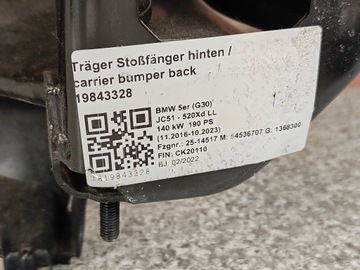 Träger Stoßfänger hinten /
carrier bumper back
19843328
BMW 5er (G30)
JC51 - 520Xd LL
140 kW 190 PS
(11.2016-10.2023)
Fzgnr.: 25-14517 M: 54536707 G: 1368300
FIN: CK20110
BJ: 02/2022
19843328